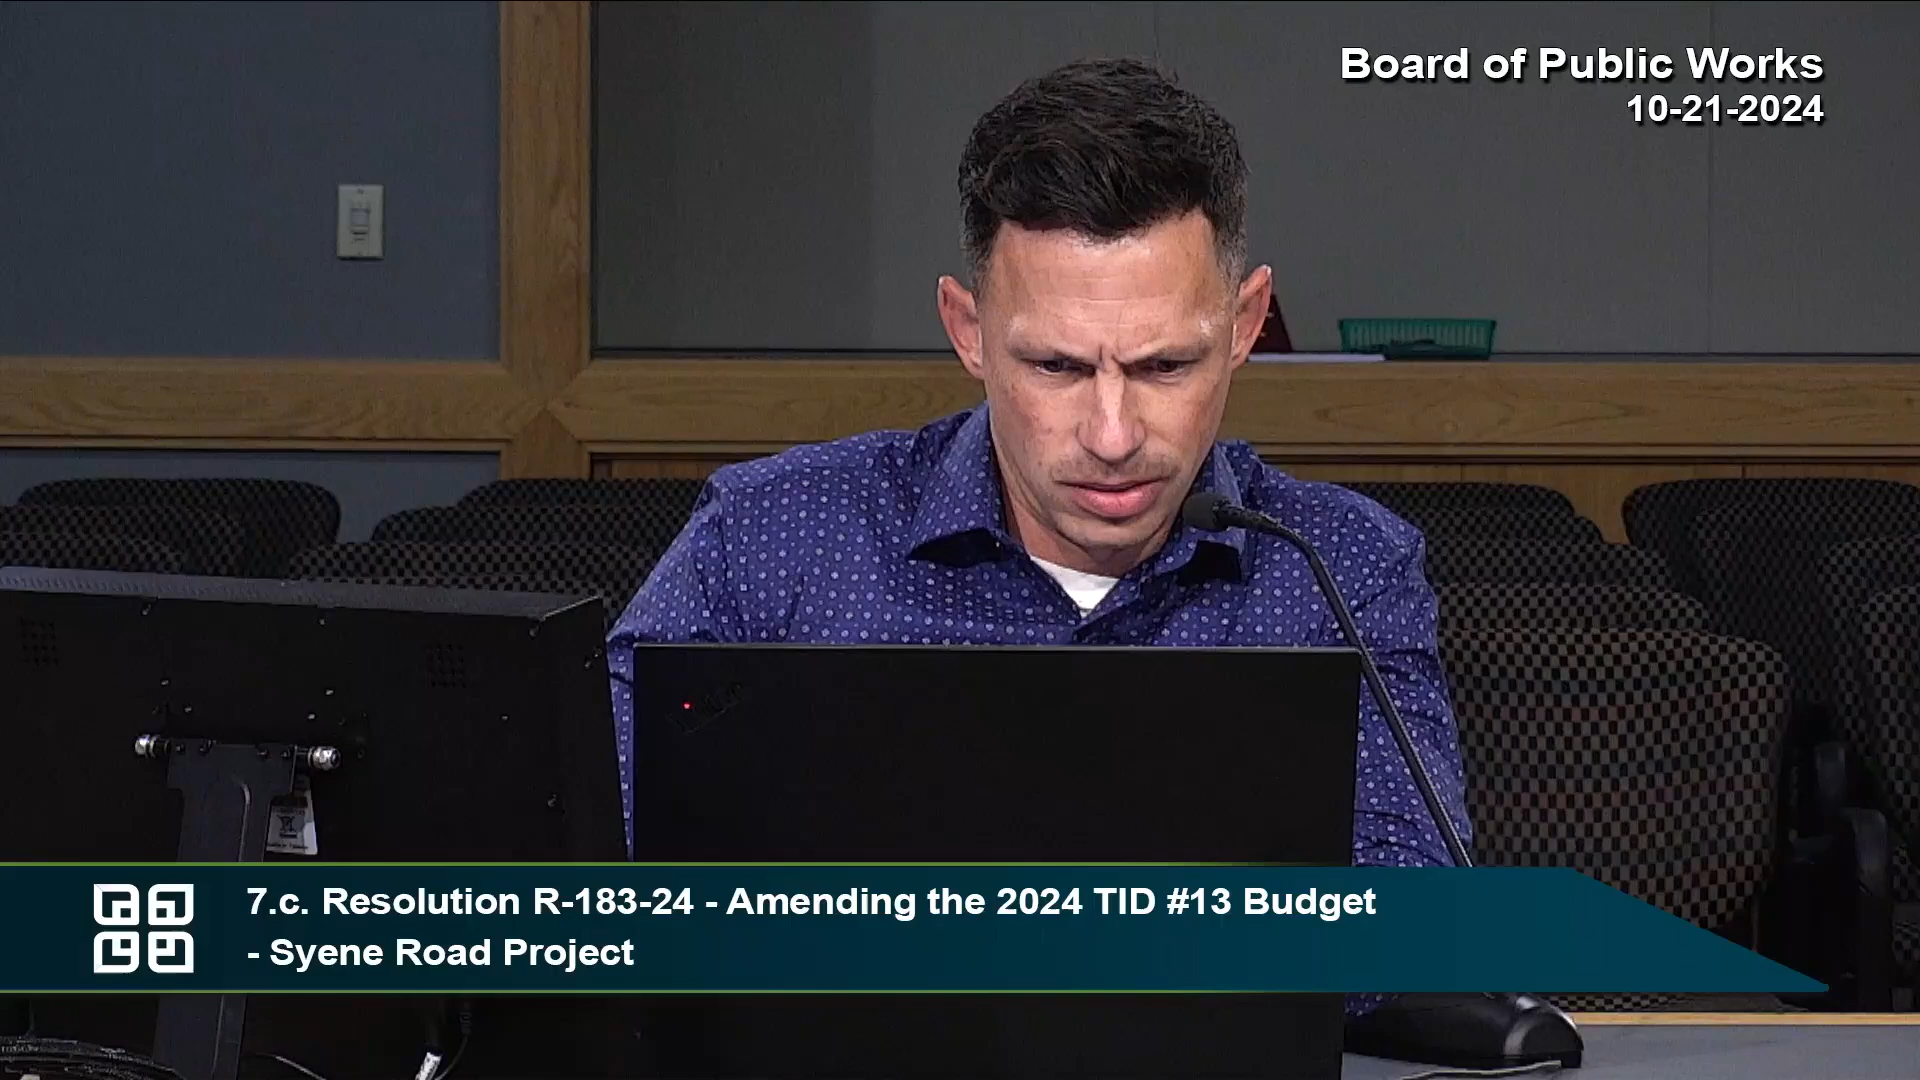 Board of Public Works
10-21-2024
7.c. Resolution R-183-24 - Amending the 2024 TID #13 Budget
- Syene Road Project